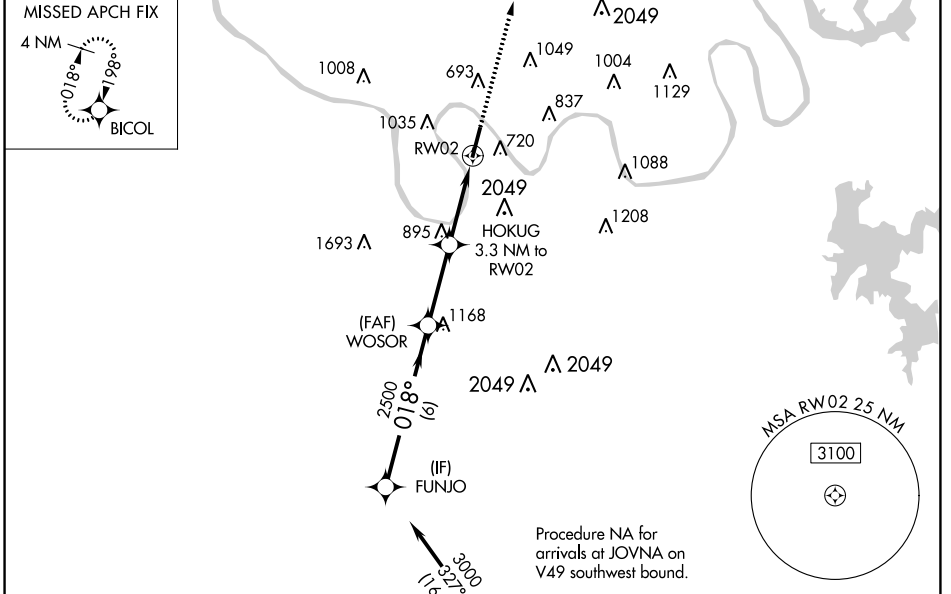 MISSED APCH FIX
4 NM
018°
198°
BICOL
2049
1049
1008
693
1004
1129
837
1035
RW02
720
1088
2049
1208
895
HOKUG
3.3 NM to
RW02
1693
(FAF)
WOSOR
1168
2049
2049
2500
018°
(6)
(IF)
FUNJO
MSA RW02 25 NM
3100
Procedure NA for
arrivals at JOVNA on
V49 southwest bound.
3000
327°